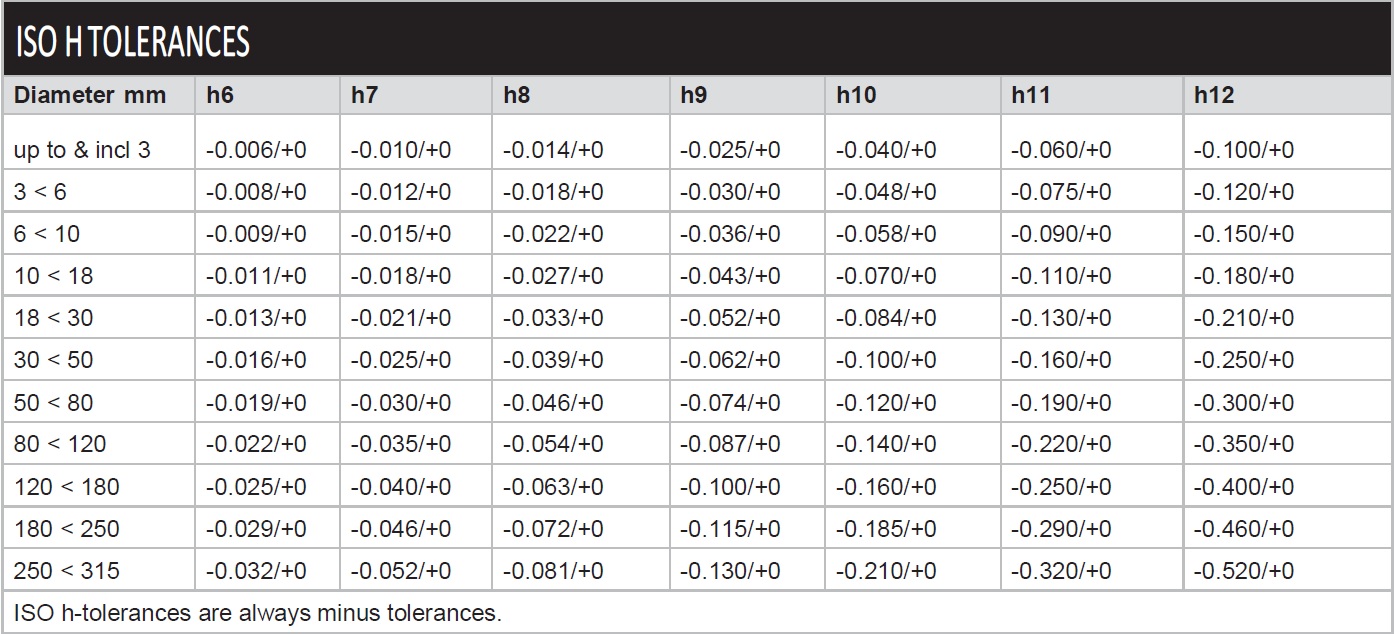 ISO H TOLERANCES
Diameter mm h6 h7 h8 h9 h10 h11 h12
up to & incl 3 -0.006/+0 -0.010/+0 -0.014/+0 -0.025/+0 -0.040/+0 -0.060/+0 -0.100/+0
3 < 6 -0.008/+0 -0.012/+0 -0.018/+0 -0.030/+0 -0.048/+0 -0.075/+0 -0.120/+0
6 < 10 -0.009/+0 -0.015/+0 -0.022/+0 -0.036/+0 -0.058/+0 -0.090/+0 -0.150/+0
10 < 18 -0.011/+0 -0.018/+0 -0.027/+0 -0.043/+0 -0.070/+0 -0.110/+0 -0.180/+0
18 < 30 -0.013/+0 -0.021/+0 -0.033/+0 -0.052/+0 -0.084/+0 -0.130/+0 -0.210/+0
30 < 50 -0.016/+0 -0.025/+0 -0.039/+0 -0.062/+0 -0.100/+0 -0.160/+0 -0.250/+0
50 < 80 -0.019/+0 -0.030/+0 -0.046/+0 -0.074/+0 -0.120/+0 -0.190/+0 -0.300/+0
80 < 120 -0.022/+0 -0.035/+0 -0.054/+0 -0.087/+0 -0.140/+0 -0.220/+0 -0.350/+0
120 < 180 -0.025/+0 -0.040/+0 -0.063/+0 -0.100/+0 -0.160/+0 -0.250/+0 -0.400/+0
180 < 250 -0.029/+0 -0.046/+0 -0.072/+0 -0.115/+0 -0.185/+0 -0.290/+0 -0.460/+0
250 < 315 -0.032/+0 -0.052/+0 -0.081/+0 -0.130/+0 -0.210/+0 -0.320/+0 -0.520/+0
ISO h-tolerances are always minus tolerances.